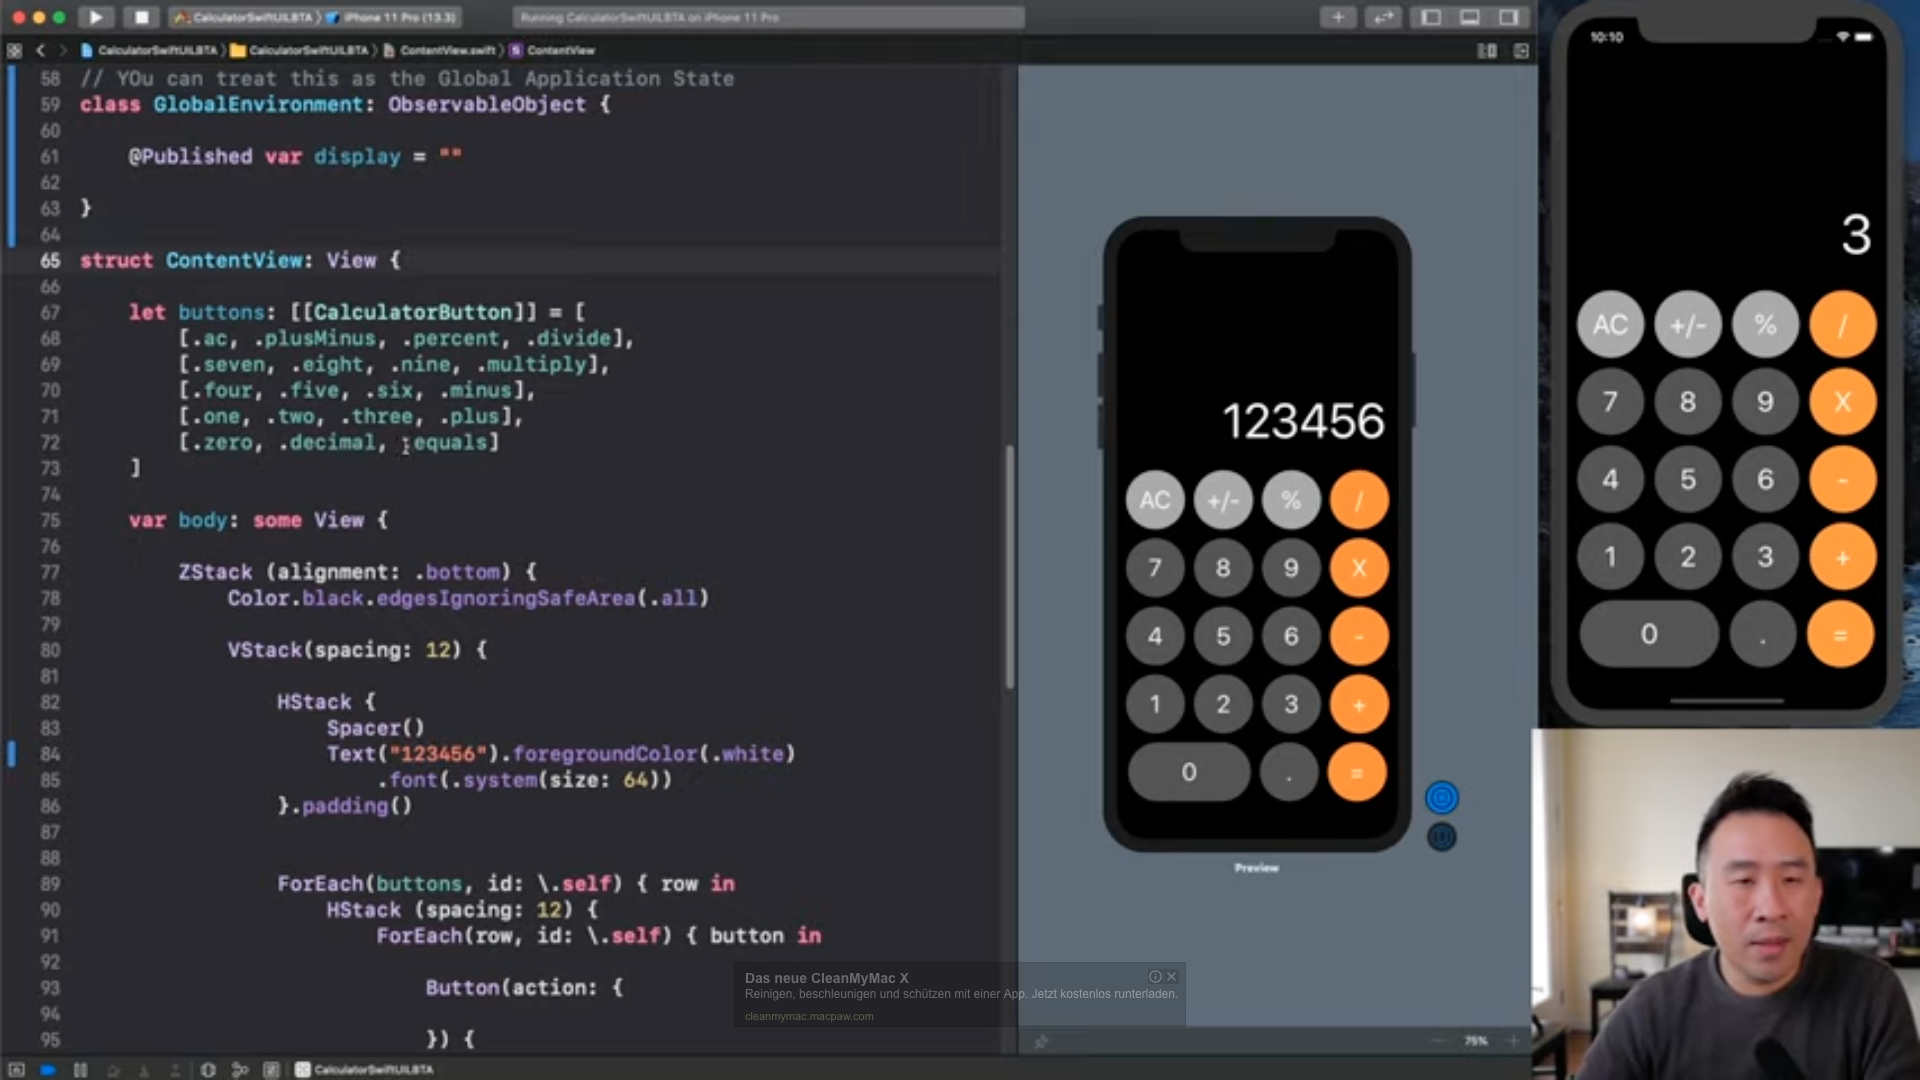 CalculatorSwiftUILBTA 〉 iPhone 11 Pro (13.3)
Running CalculatorSwiftUILBTA on iPhone 11 Pro
CalculatorSwiftUILBTA 〉 CalculatorSwiftUILBTA 〉 ContentView.swift 〉 S ContentView
58 // YOu can treat this as the Global Application State
59 class GlobalEnvironment: ObservableObject {
60
61 @Published var display = ""
62
63 }
64
65 struct ContentView: View {
66
67 let buttons: [[CalculatorButton]] = [
68 [.ac, .plusMinus, .percent, .divide],
69 [.seven, .eight, .nine, .multiply],
70 [.four, .five, .six, .minus],
71 [.one, .two, .three, .plus],
72 [.zero, .decimal, .equals]
73 ]
74
75 var body: some View {
76
77 ZStack (alignment: .bottom) {
78 Color.black.edgesIgnoringSafeArea(.all)
79
80 VStack(spacing: 12) {
81
82 HStack {
83 Spacer()
84 Text("123456").foregroundColor(.white)
85 .font(.system(size: 64))
86 }.padding()
87
88
89 ForEach(buttons, id: \.self) { row in
90 HStack (spacing: 12) {
91 ForEach(row, id: \.self) { button in
92
93 Button(action: {
94
95 }) {
CalculatorSwiftUILBTA
123456
AC +/- % /
7 8 9 X
4 5 6 -
1 2 3 +
0 . =
Preview
75%
Das neue CleanMyMac X
Reinigen, beschleunigen und schützen mit einer App. Jetzt kostenlos runterladen.
cleanmymac.macpaw.com
10:10
3
AC +/- % /
7 8 9 X
4 5 6 -
1 2 3 +
0 . =